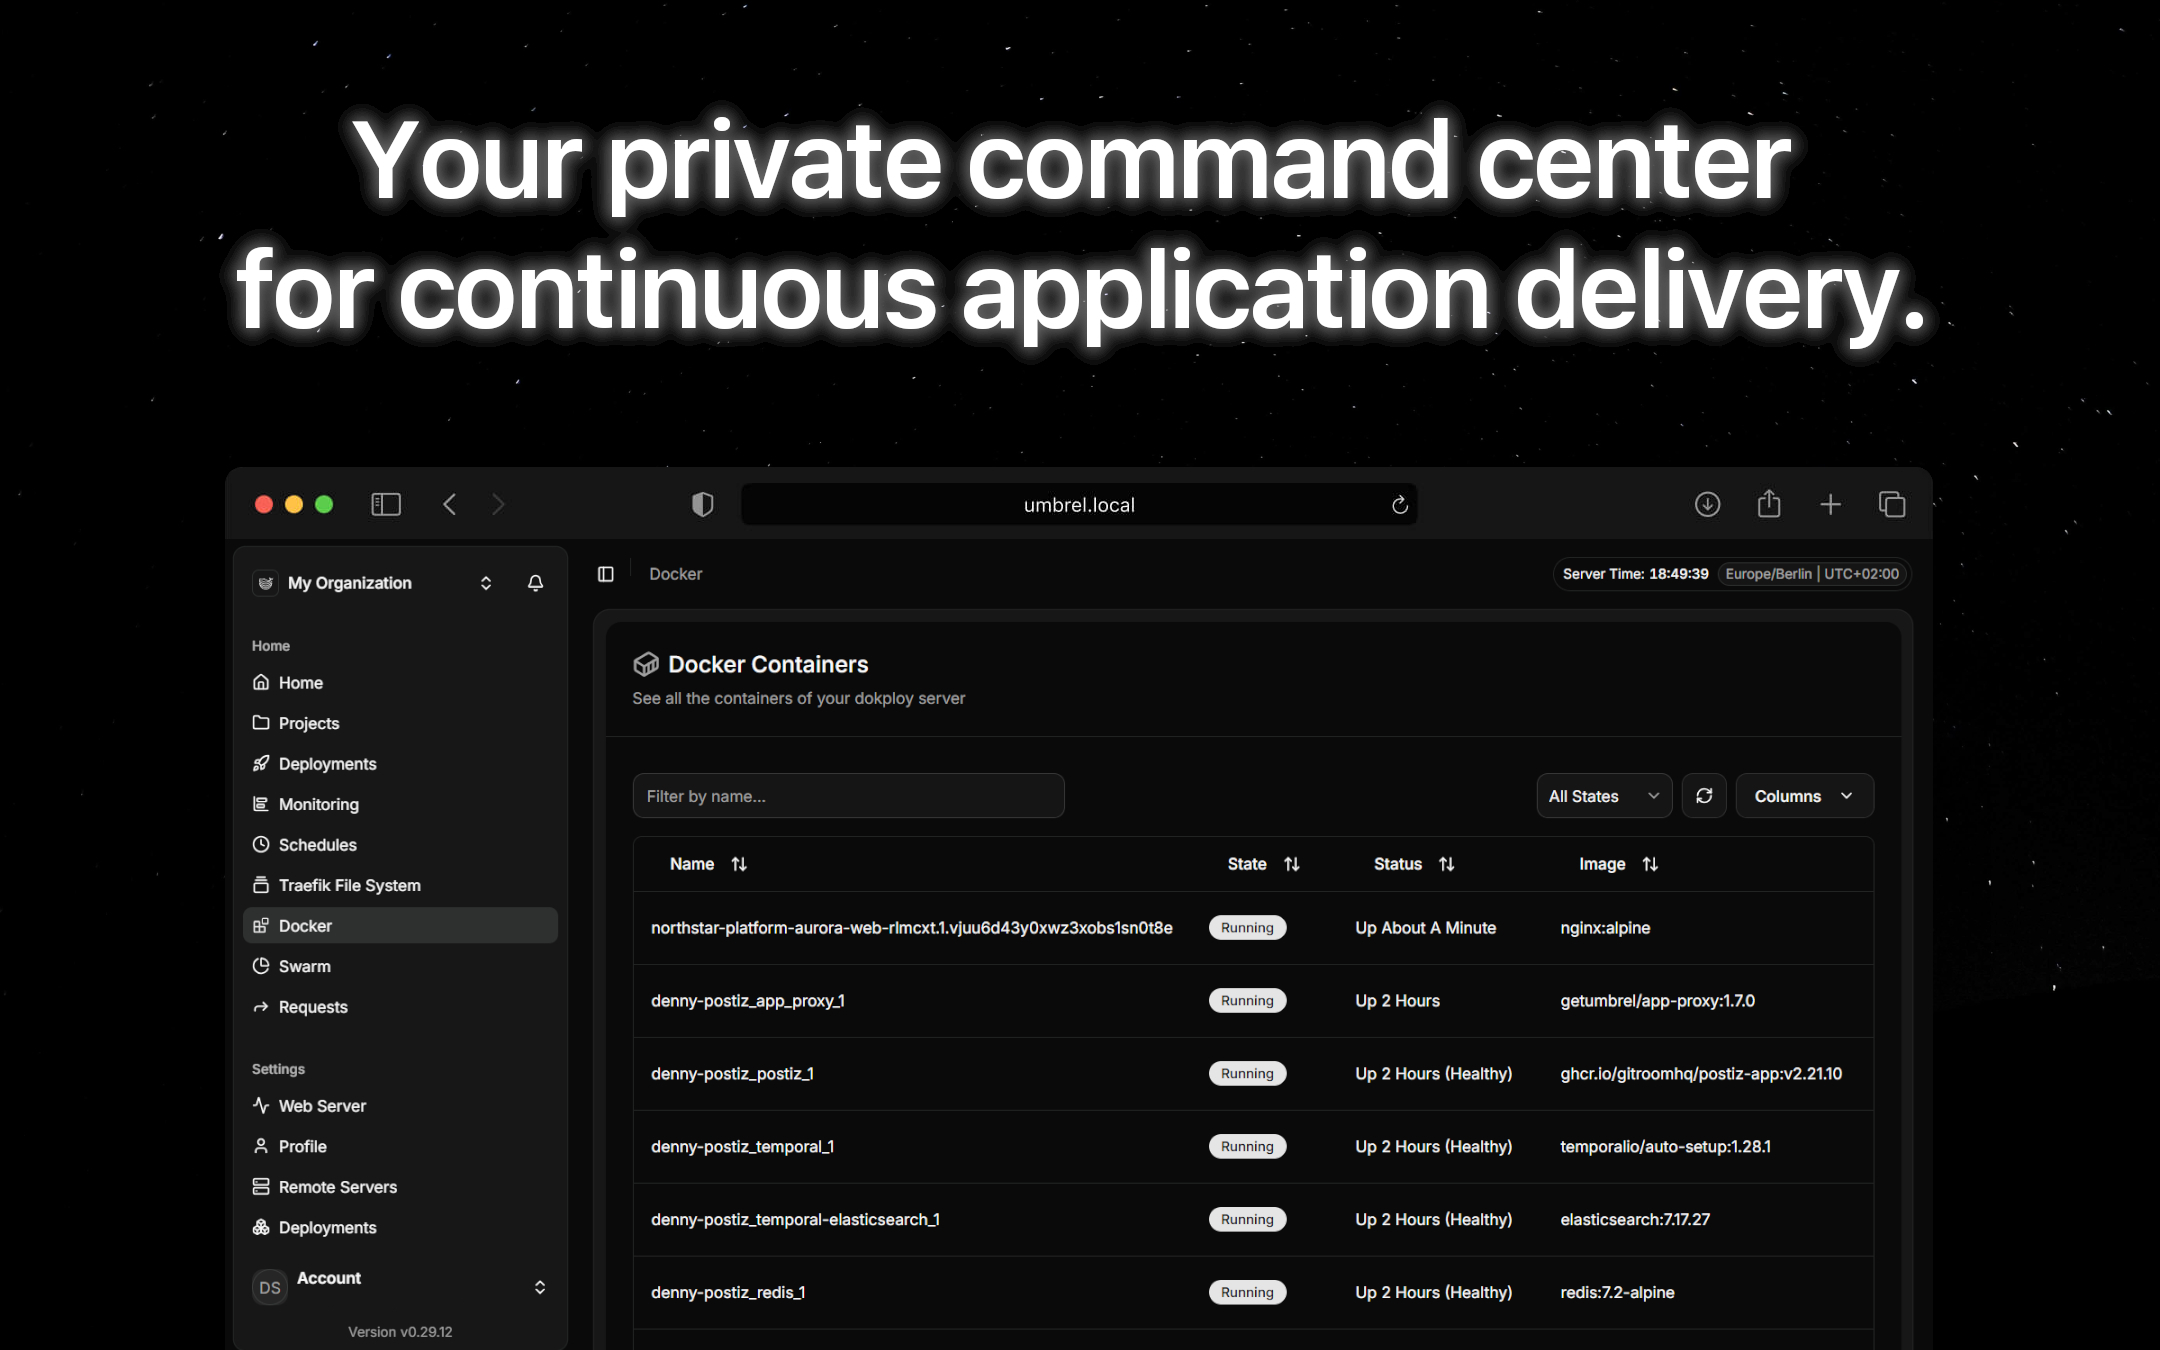 Your private command center
for continuous application delivery.
umbrel.local
My Organization
Docker
Server Time: 18:49:39 Europe/Berlin | UTC+02:00
Home
Home
Projects
Deployments
Monitoring
Schedules
Traefik File System
Docker
Swarm
Requests
Settings
Web Server
Profile
Remote Servers
Deployments
DS Account
Version v0.29.12
Docker Containers
See all the containers of your dokploy server
Filter by name... All States Columns
Name State Status Image
northstar-platform-aurora-web-rlmcxt.1.vjuu6d43y0xwz3xobs1sn0t8e Running Up About A Minute nginx:alpine
denny-postiz_app_proxy_1 Running Up 2 Hours getumbrel/app-proxy:1.7.0
denny-postiz_postiz_1 Running Up 2 Hours (Healthy) ghcr.io/gitroomhq/postiz-app:v2.21.10
denny-postiz_temporal_1 Running Up 2 Hours (Healthy) temporalio/auto-setup:1.28.1
denny-postiz_temporal-elasticsearch_1 Running Up 2 Hours (Healthy) elasticsearch:7.17.27
denny-postiz_redis_1 Running Up 2 Hours (Healthy) redis:7.2-alpine